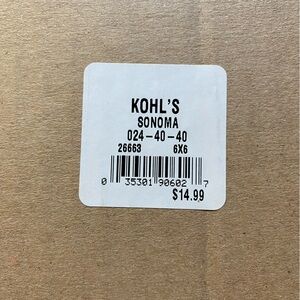 KOHL'S
SONOMA
024-40-40
26663 6X6
0 35301 90602 7
$14.99